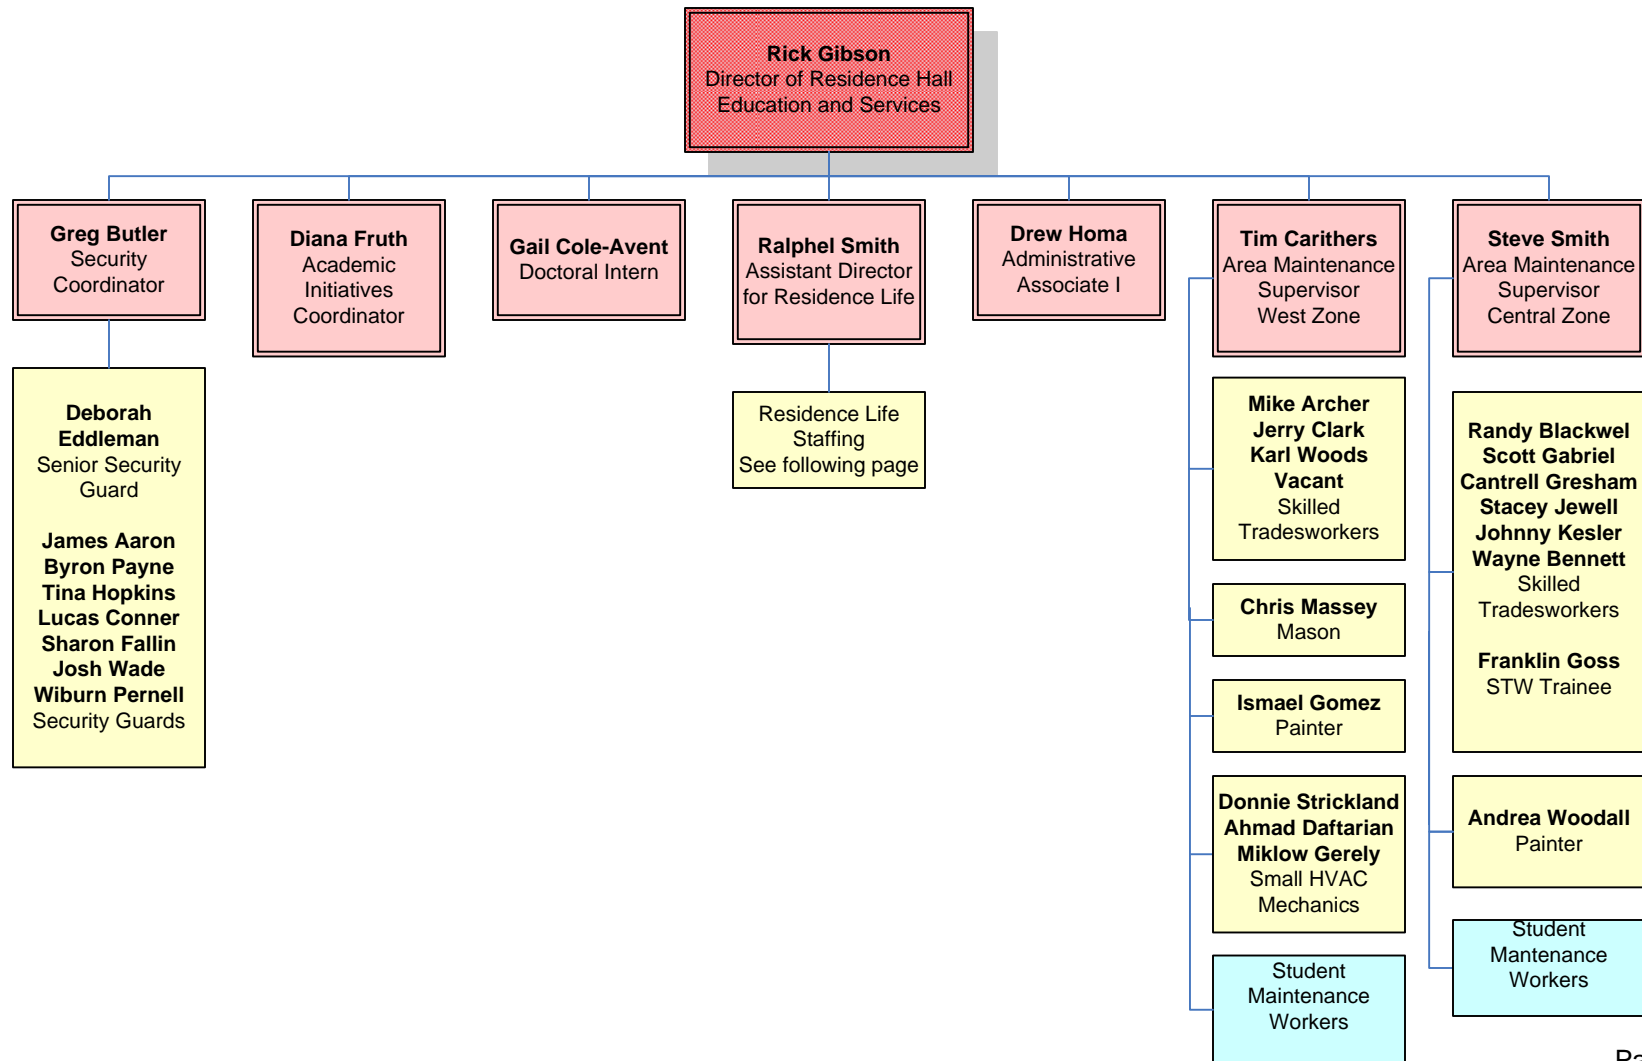 Rick Gibson
Director of Residence Hall
Education and Services
Greg Butler
Security
Coordinator
Diana Fruth
Academic
Initiatives
Coordinator
Gail Cole-Avent
Doctoral Intern
Ralphel Smith
Assistant Director
for Residence Life
Drew Homa
Administrative
Associate I
Tim Carithers
Area Maintenance
Supervisor
West Zone
Steve Smith
Area Maintenance
Supervisor
Central Zone
Deborah
Eddleman
Senior Security
Guard
James Aaron
Byron Payne
Tina Hopkins
Lucas Conner
Sharon Fallin
Josh Wade
Wiburn Pernell
Security Guards
Residence Life
Staffing
See following page
Mike Archer
Jerry Clark
Karl Woods
Vacant
Skilled
Tradesworkers
Chris Massey
Mason
Ismael Gomez
Painter
Donnie Strickland
Ahmad Daftarian
Miklow Gerely
Small HVAC
Mechanics
Student
Maintenance
Workers
Randy Blackwel
Scott Gabriel
Cantrell Gresham
Stacey Jewell
Johnny Kesler
Wayne Bennett
Skilled
Tradesworkers
Franklin Goss
STW Trainee
Andrea Woodall
Painter
Student
Mantenance
Workers